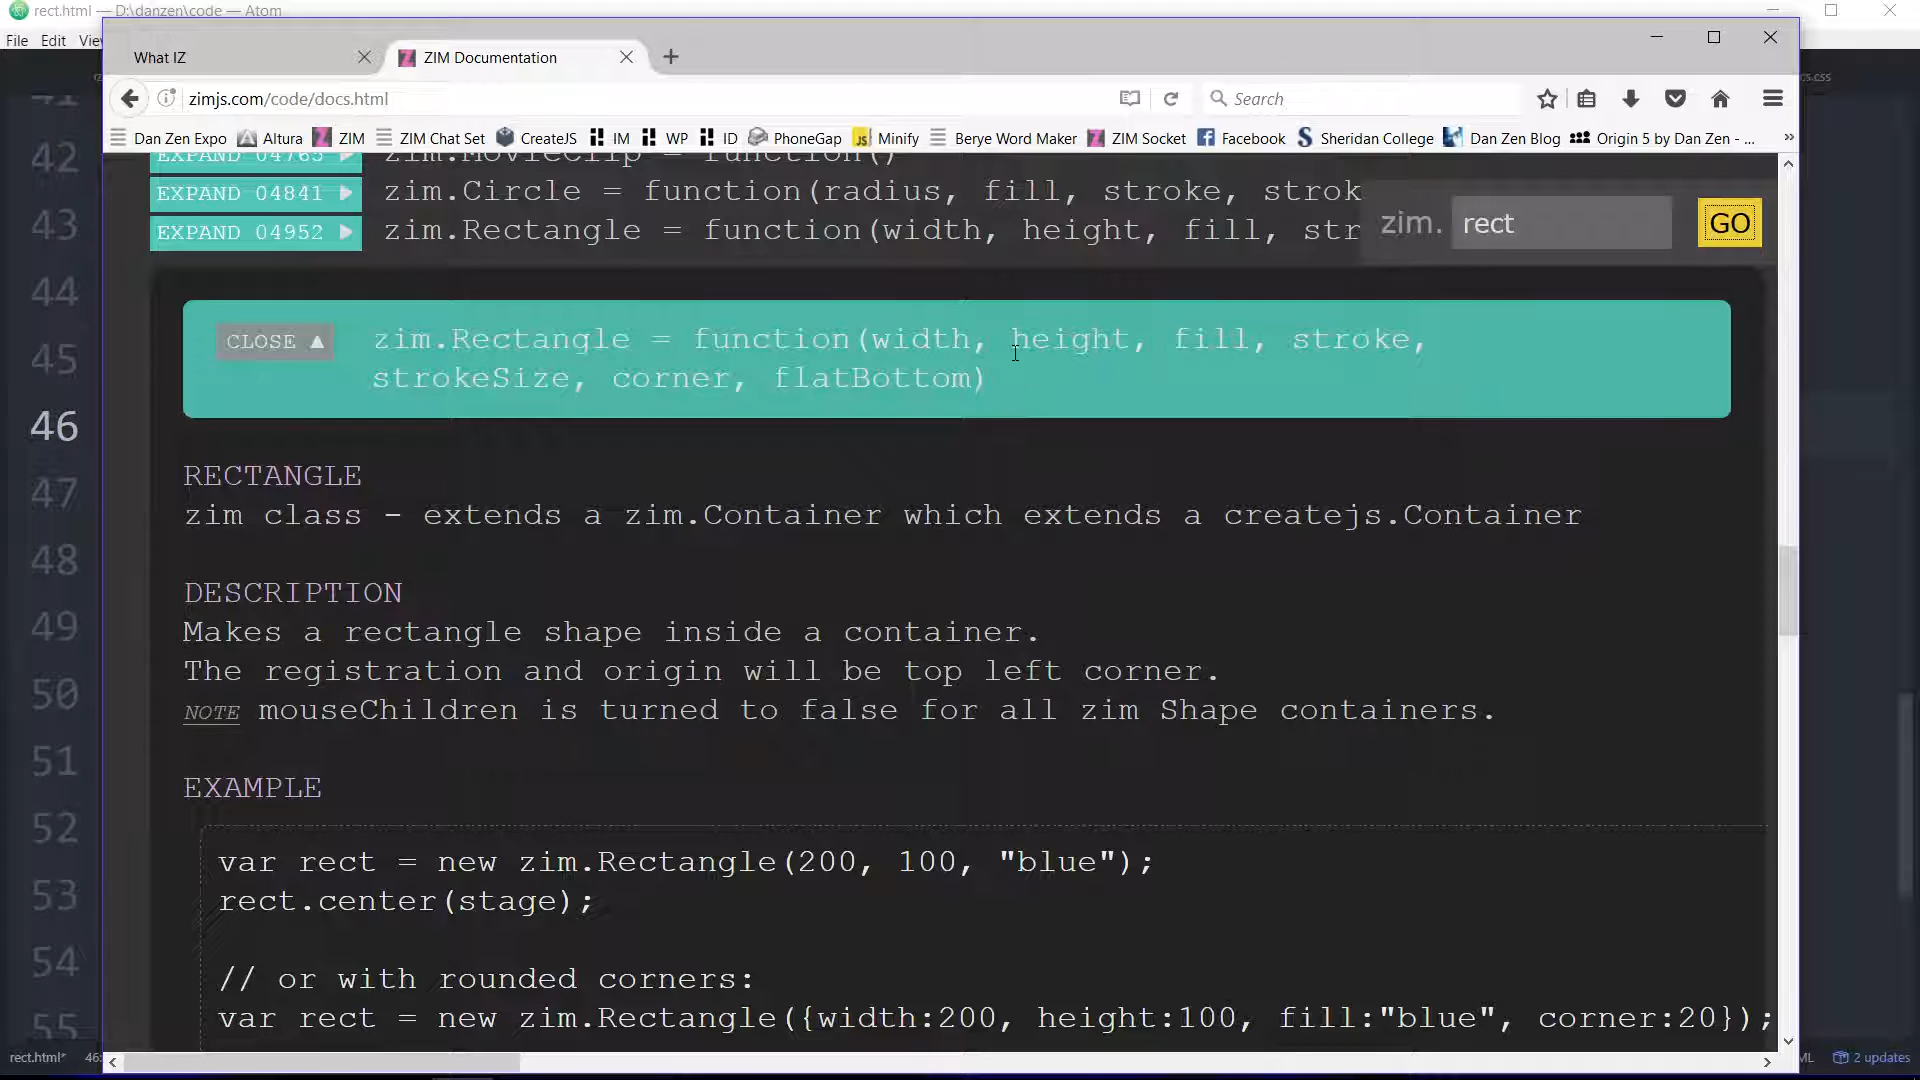 rect.html — D:\danzen\code — Atom
File Edit View
What IZ
ZIM Documentation
zimjs.com/code/docs.html
Search
Dan Zen Expo Altura ZIM ZIM Chat Set CreateJS IM WP ID PhoneGap Minify Berye Word Maker ZIM Socket Facebook Sheridan College Dan Zen Blog Origin 5 by Dan Zen - ...
EXPAND 04763 zim.MovieClip = function()
EXPAND 04841 zim.Circle = function(radius, fill, stroke, strok
EXPAND 04952 zim.Rectangle = function(width, height, fill, str
zim. rect GO
CLOSE ▲ zim.Rectangle = function(width, height, fill, stroke,
strokeSize, corner, flatBottom)
RECTANGLE
zim class - extends a zim.Container which extends a createjs.Container
DESCRIPTION
Makes a rectangle shape inside a container.
The registration and origin will be top left corner.
NOTE mouseChildren is turned to false for all zim Shape containers.
EXAMPLE
var rect = new zim.Rectangle(200, 100, "blue");
rect.center(stage);
// or with rounded corners:
var rect = new zim.Rectangle({width:200, height:100, fill:"blue", corner:20});
41
42
43
44
45
46
47
48
49
50
51
52
53
54
55
rect.html* 46:
2 updates